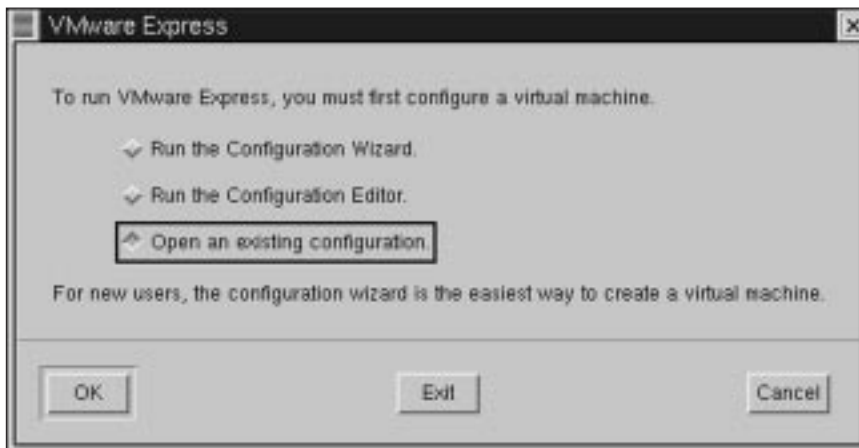 VMware Express
To run VMware Express, you must first configure a virtual machine.
Run the Configuration Wizard.
Run the Configuration Editor.
Open an existing configuration.
For new users, the configuration wizard is the easiest way to create a virtual machine.
OK
Exit
Cancel